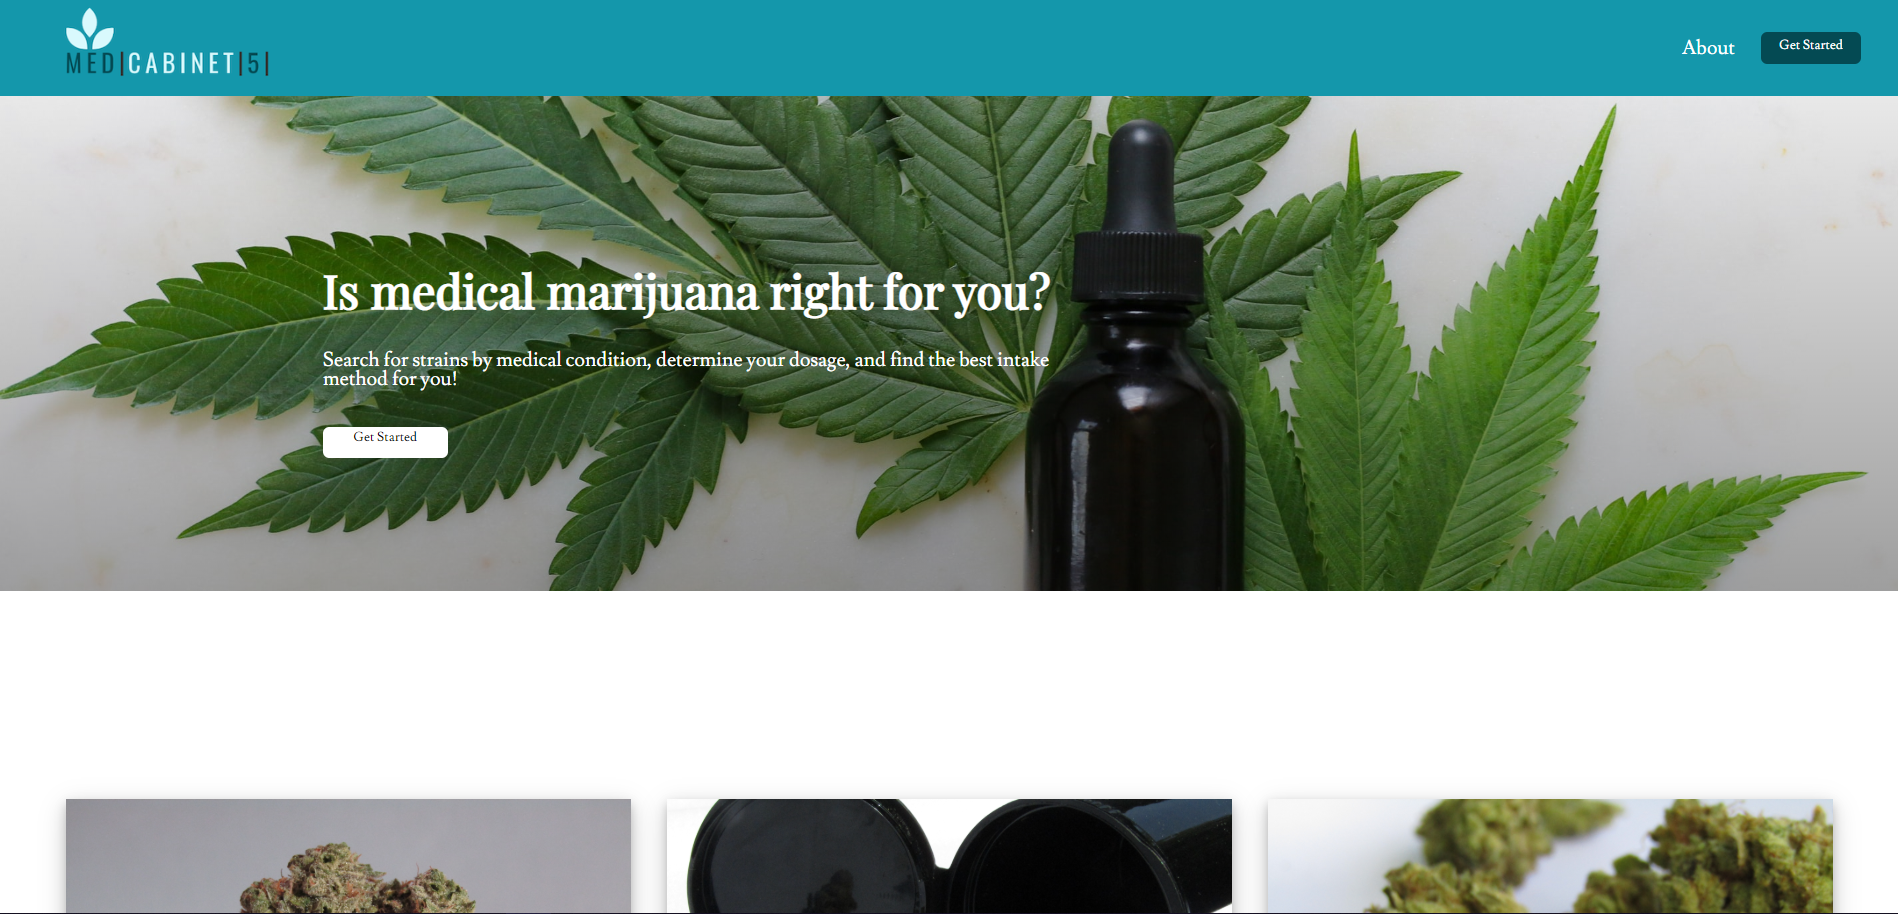 MED|CABINET|5|
About
Get Started
Is medical marijuana right for you?
Search for strains by medical condition, determine your dosage, and find the best intake
method for you!
Get Started